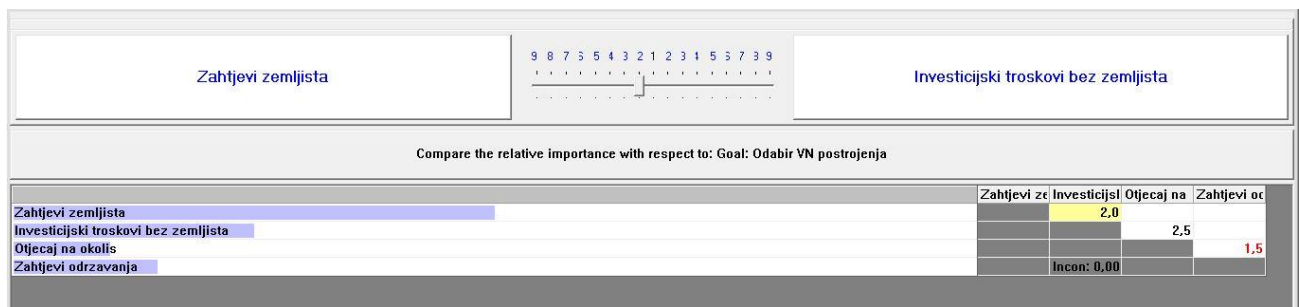 Zahtjevi zemljista
9 8 7 6 5 4 3 2 1 2 3 4 5 6 7 8 9
Investicijski troskovi bez zemljista
Compare the relative importance with respect to: Goal: Odabir VN postrojenja
Zahtjevi ze Investicijsl Otjecaj na Zahtjevi oc
Zahtjevi zemljista 2,0
Investicijski troskovi bez zemljista 2,5
Otjecaj na okolis 1,5
Zahtjevi odrzavanja Incon: 0,00